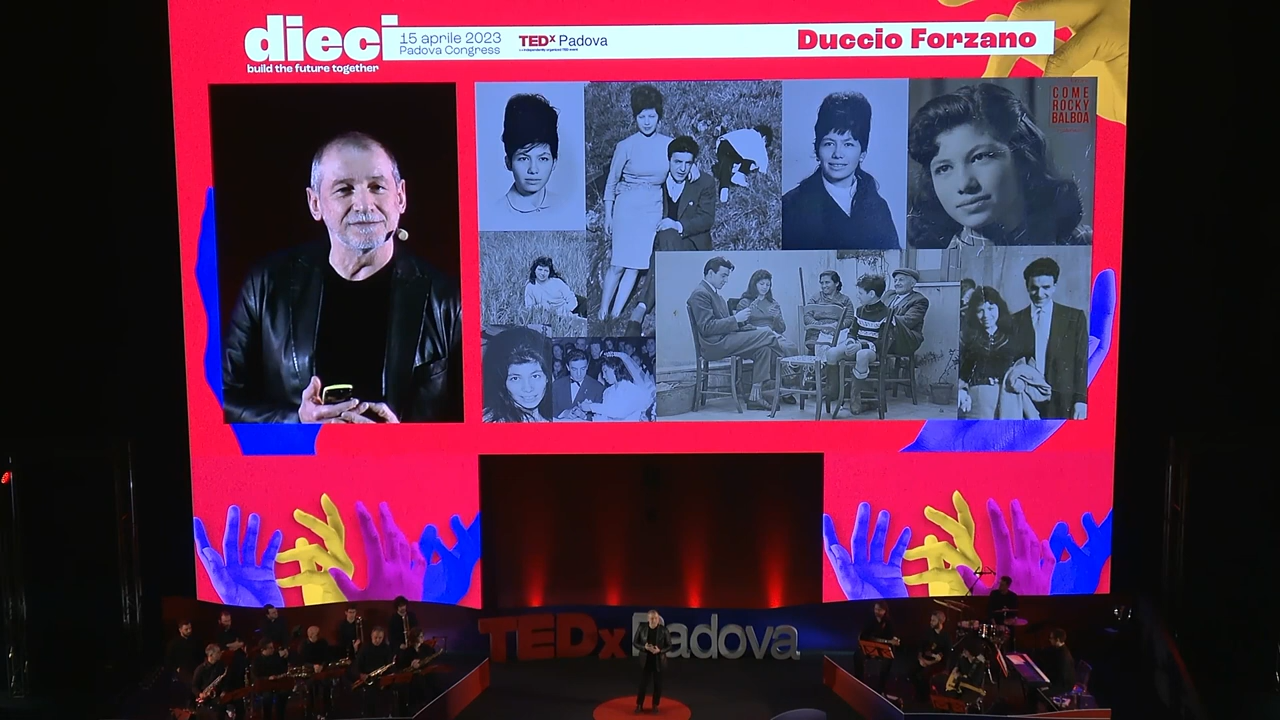 dieci
build the future together
15 aprile 2023
Padova Congress
TEDx Padova
Duccio Forzano
COME
ROCKY
BALBOA
TEDxPadova